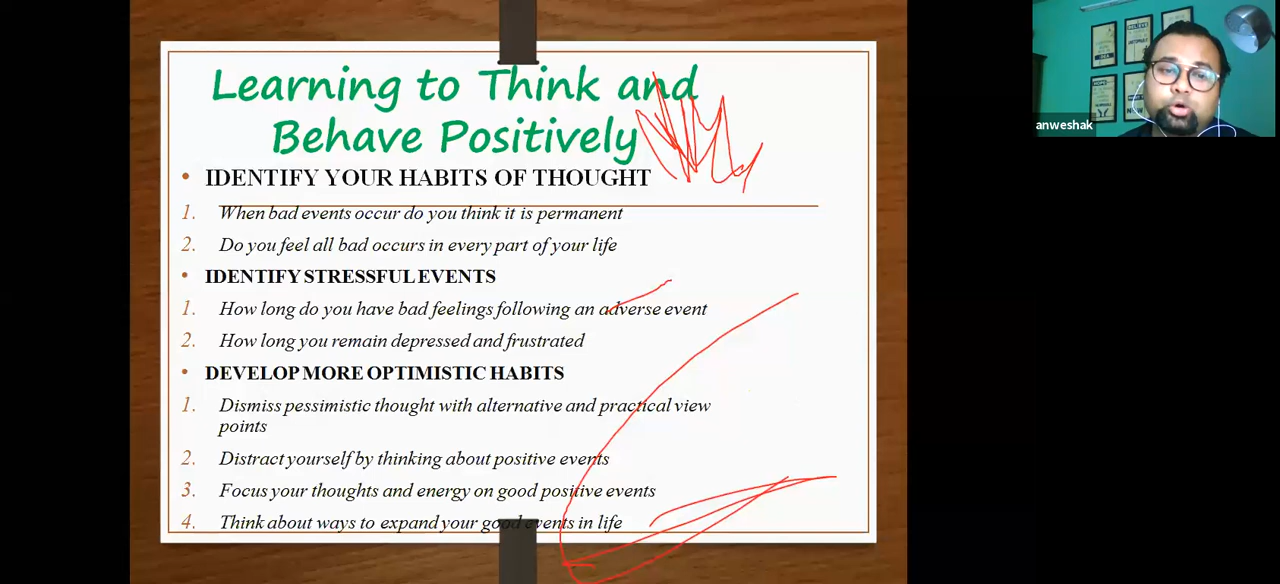 Learning to Think and
Behave Positively
• IDENTIFY YOUR HABITS OF THOUGHT
1. When bad events occur do you think it is permanent
2. Do you feel all bad occurs in every part of your life
• IDENTIFY STRESSFUL EVENTS
1. How long do you have bad feelings following an adverse event
2. How long you remain depressed and frustrated
• DEVELOP MORE OPTIMISTIC HABITS
1. Dismiss pessimistic thought with alternative and practical view
points
2. Distract yourself by thinking about positive events
3. Focus your thoughts and energy on good positive events
4. Think about ways to expand your good events in life
anweshak